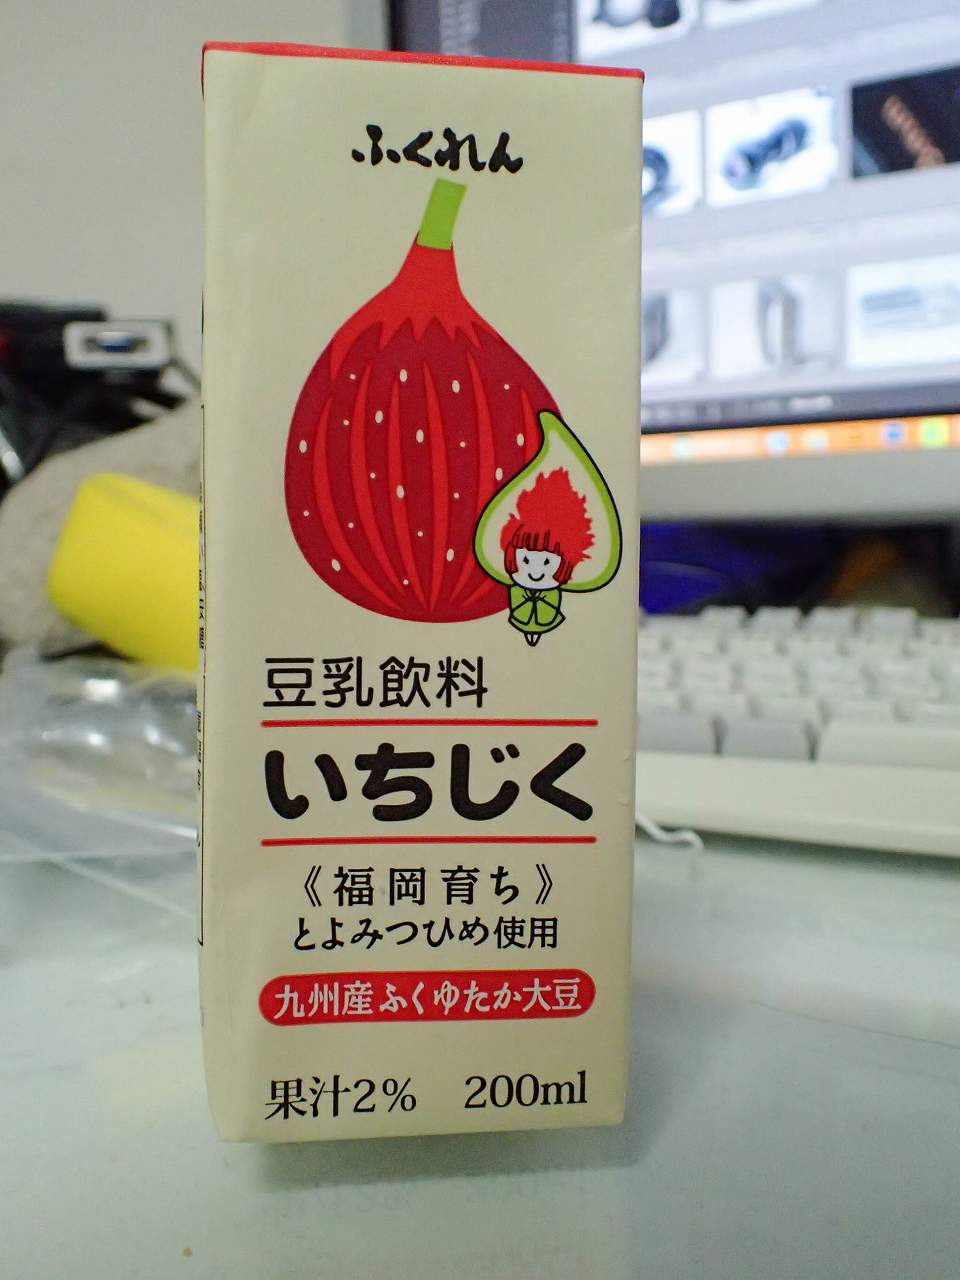 ふくれん
豆乳飲料
いちじく
《福岡育ち》
とよみつひめ使用
九州産ふくゆたか大豆
果汁2% 200ml